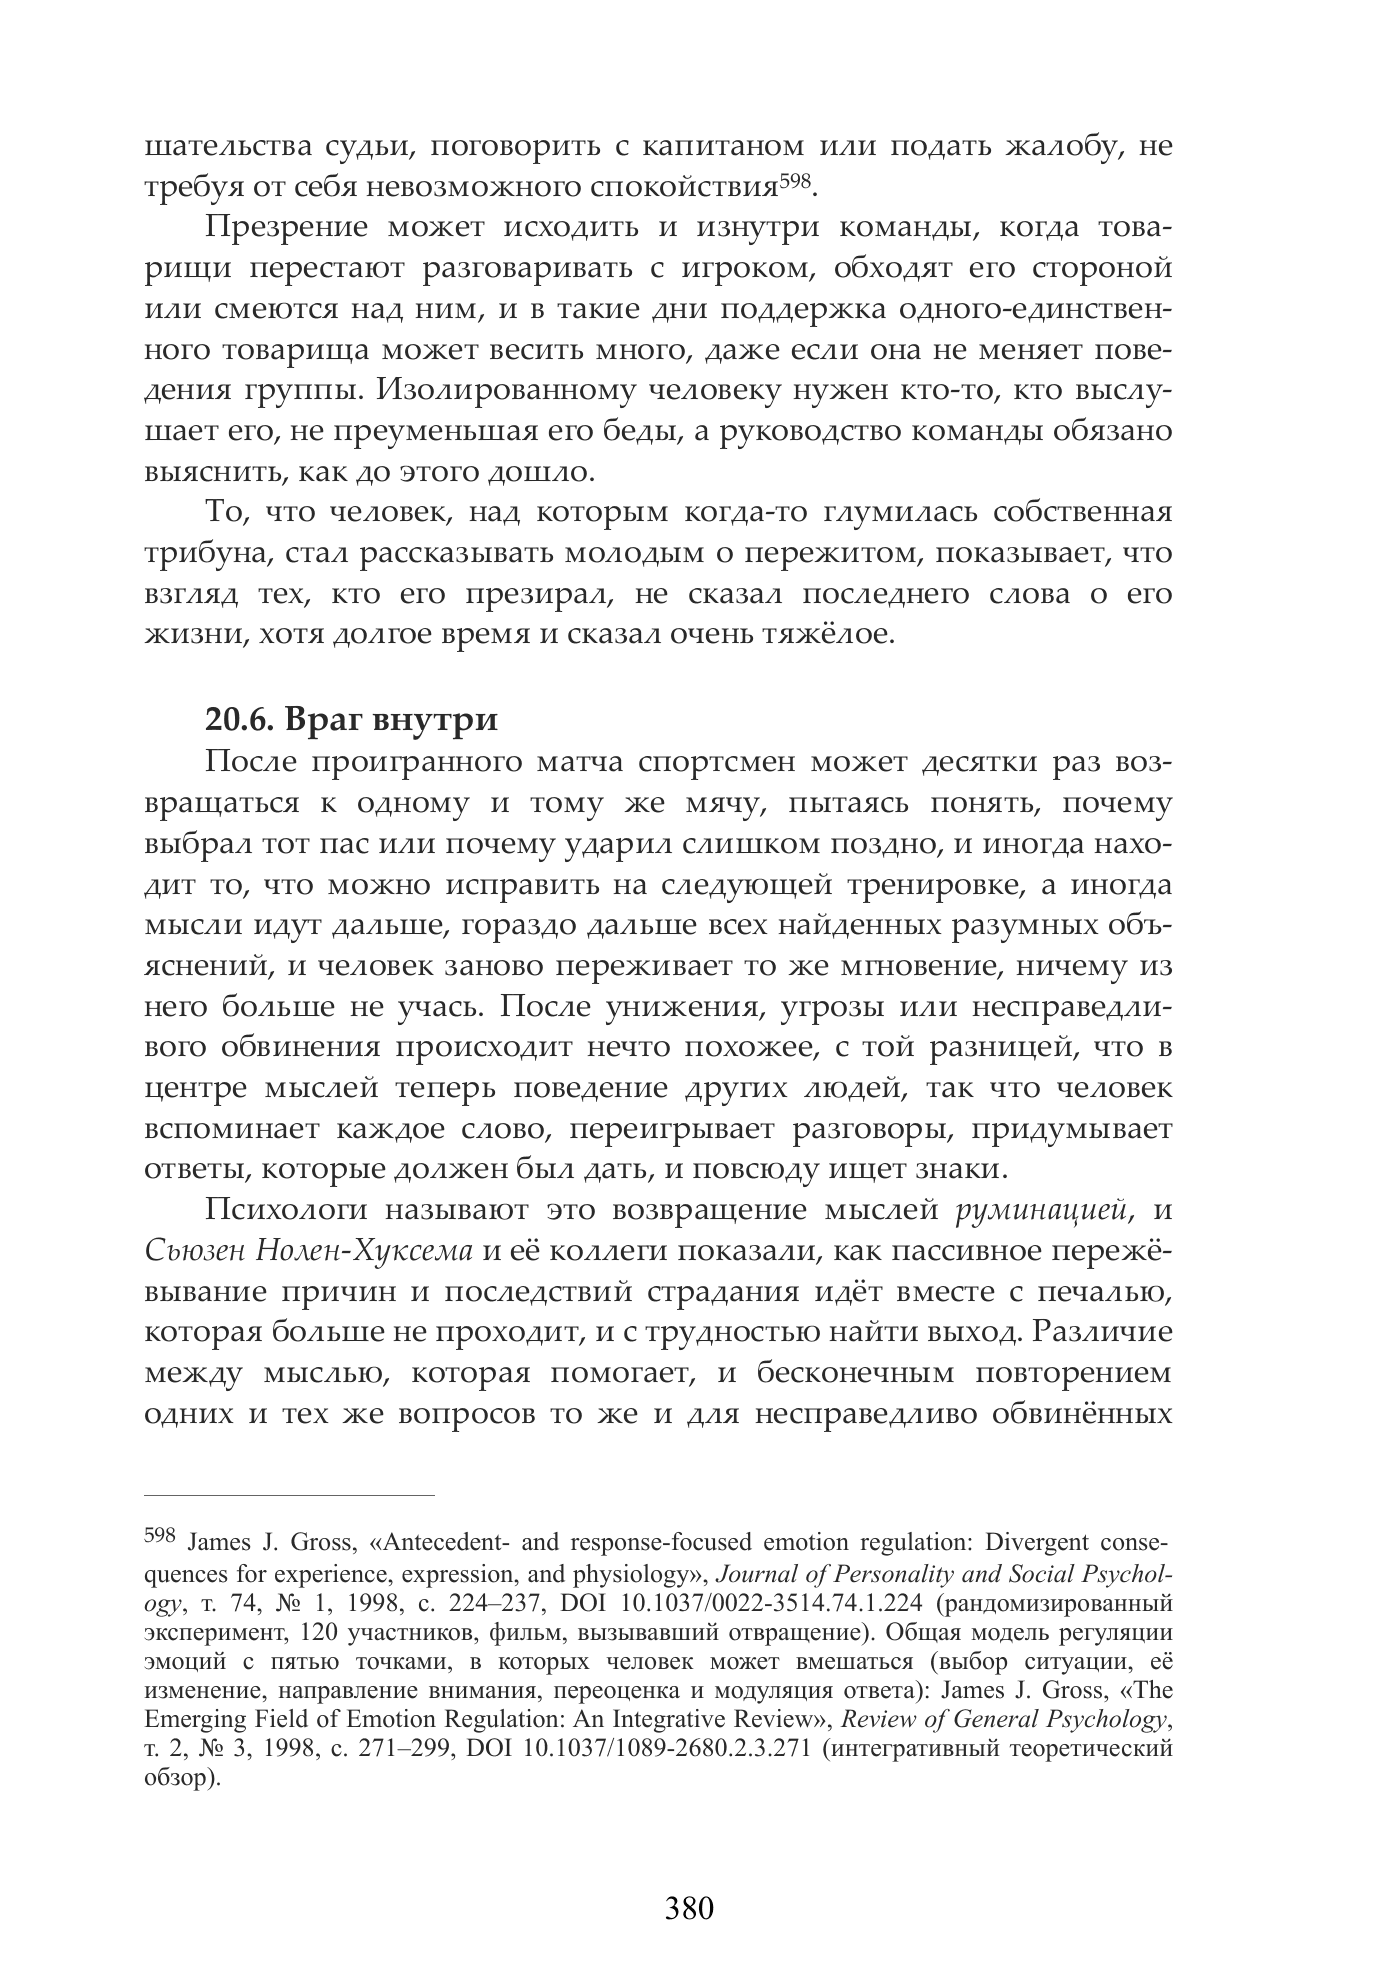 шательства судьи, поговорить с капитаном или подать жалобу, не
требуя от себя невозможного спокойствия598.
Презрение может исходить и изнутри команды, когда това-
рищи перестают разговаривать с игроком, обходят его стороной
или смеются над ним, и в такие дни поддержка одного-единствен-
ного товарища может весить много, даже если она не меняет пове-
дения группы. Изолированному человеку нужен кто-то, кто выслу-
шает его, не преуменьшая его беды, а руководство команды обязано
выяснить, как до этого дошло.
То, что человек, над которым когда-то глумилась собственная
трибуна, стал рассказывать молодым о пережитом, показывает, что
взгляд тех, кто его презирал, не сказал последнего слова о его
жизни, хотя долгое время и сказал очень тяжёлое.
20.6. Враг внутри
После проигранного матча спортсмен может десятки раз воз-
вращаться к одному и тому же мячу, пытаясь понять, почему
выбрал тот пас или почему ударил слишком поздно, и иногда нахо-
дит то, что можно исправить на следующей тренировке, а иногда
мысли идут дальше, гораздо дальше всех найденных разумных объ-
яснений, и человек заново переживает то же мгновение, ничему из
него больше не учась. После унижения, угрозы или несправедли-
вого обвинения происходит нечто похожее, с той разницей, что в
центре мыслей теперь поведение других людей, так что человек
вспоминает каждое слово, переигрывает разговоры, придумывает
ответы, которые должен был дать, и повсюду ищет знаки.
Психологи называют это возвращение мыслей руминацией, и
Сьюзен Нолен-Хуксема и её коллеги показали, как пассивное пережё-
вывание причин и последствий страдания идёт вместе с печалью,
которая больше не проходит, и с трудностью найти выход. Различие
между мыслью, которая помогает, и бесконечным повторением
одних и тех же вопросов то же и для несправедливо обвинённых
598 James J. Gross, «Antecedent- and response-focused emotion regulation: Divergent conse-
quences for experience, expression, and physiology», Journal of Personality and Social Psychol-
ogy, т. 74, № 1, 1998, с. 224–237, DOI 10.1037/0022-3514.74.1.224 (рандомизированный
эксперимент, 120 участников, фильм, вызывавший отвращение). Общая модель регуляции
эмоций с пятью точками, в которых человек может вмешаться (выбор ситуации, её
изменение, направление внимания, переоценка и модуляция ответа): James J. Gross, «The
Emerging Field of Emotion Regulation: An Integrative Review», Review of General Psychology,
т. 2, № 3, 1998, с. 271–299, DOI 10.1037/1089-2680.2.3.271 (интегративный теоретический
обзор).
380